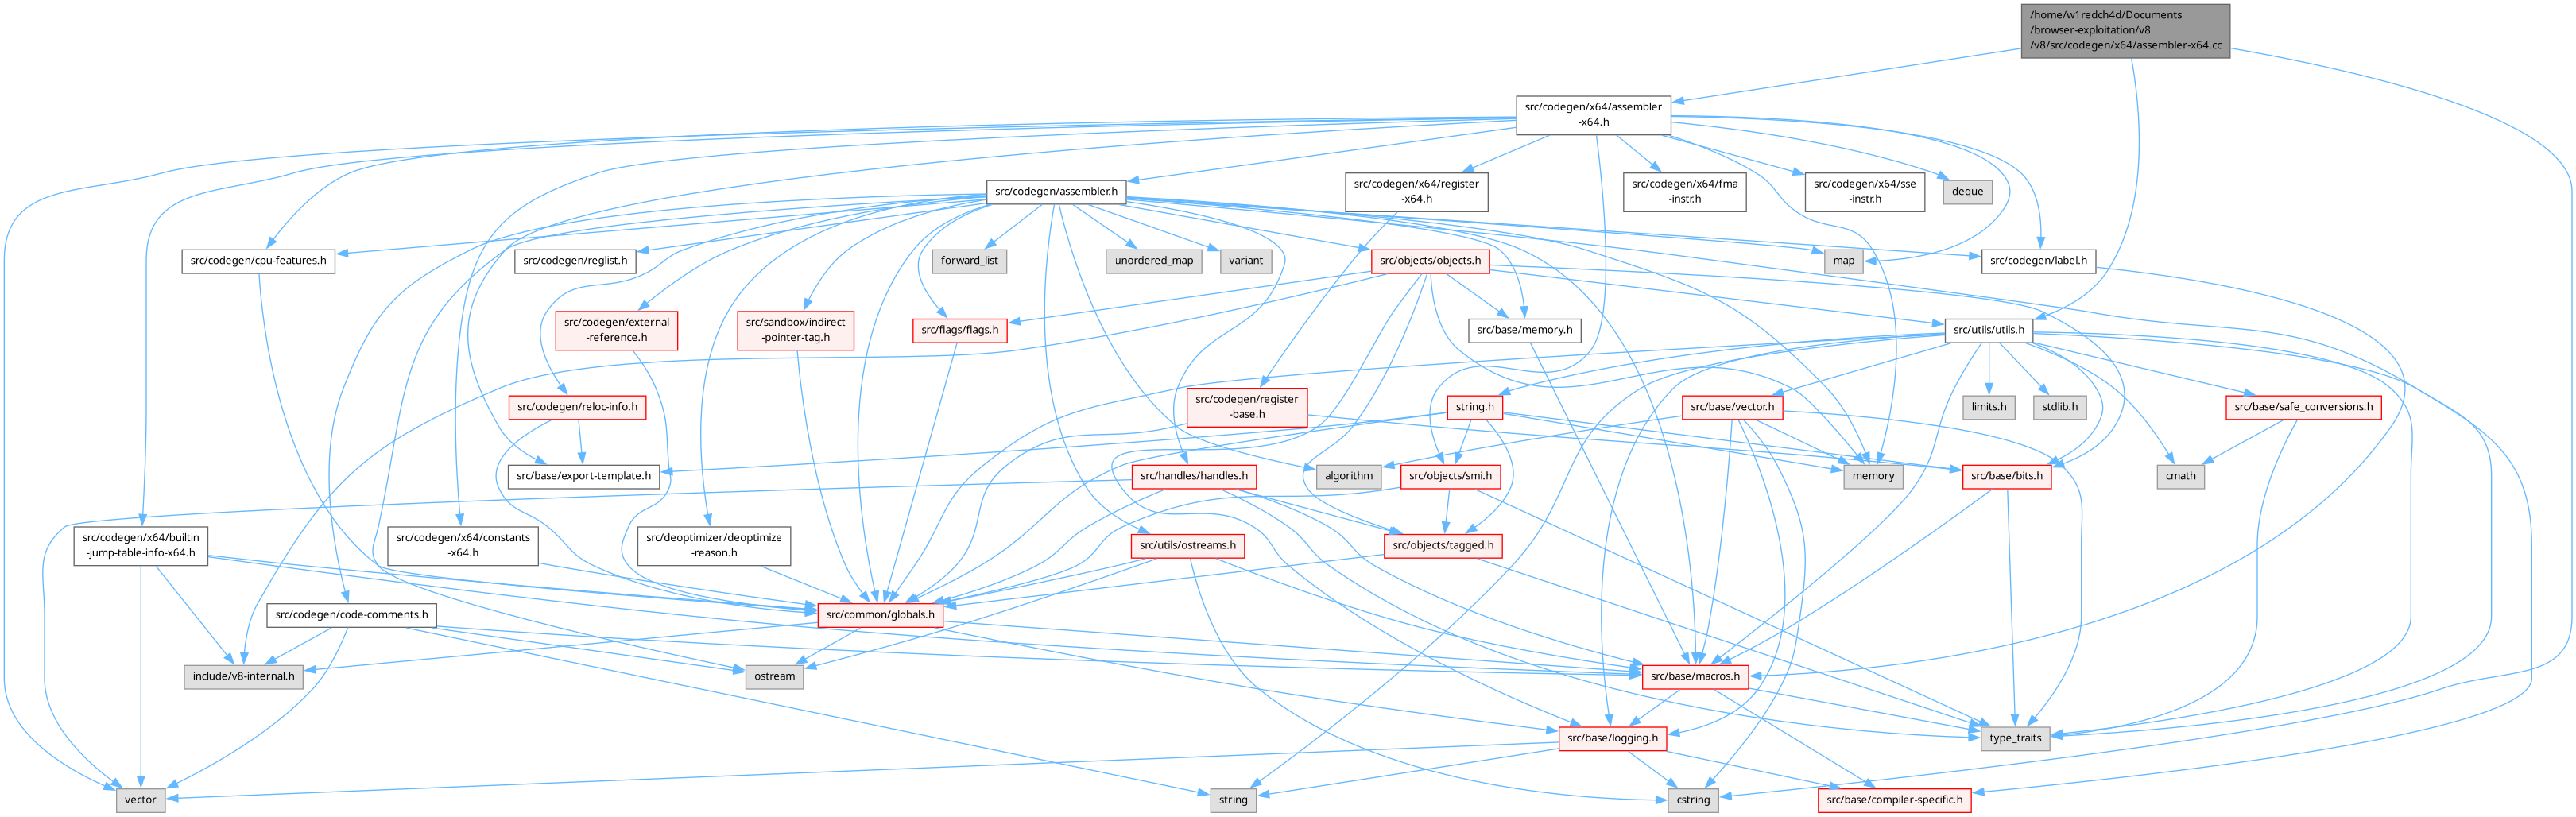 /home/w1redch4d/Documents
/browser-exploitation/v8
/v8/src/codegen/x64/assembler-x64.cc
src/codegen/x64/assembler
-x64.h
src/codegen/assembler.h
src/codegen/x64/register
-x64.h
src/codegen/x64/fma
-instr.h
src/codegen/x64/sse
-instr.h
deque
src/codegen/cpu-features.h
src/codegen/reglist.h
forward_list
unordered_map
variant
src/objects/objects.h
map
src/codegen/label.h
src/codegen/external
-reference.h
src/sandbox/indirect
-pointer-tag.h
src/flags/flags.h
src/base/memory.h
src/utils/utils.h
src/codegen/reloc-info.h
src/codegen/register
-base.h
string.h
src/base/vector.h
limits.h
stdlib.h
src/base/safe_conversions.h
src/base/export-template.h
src/handles/handles.h
algorithm
src/objects/smi.h
memory
src/base/bits.h
cmath
src/codegen/x64/builtin
-jump-table-info-x64.h
src/codegen/x64/constants
-x64.h
src/deoptimizer/deoptimize
-reason.h
src/utils/ostreams.h
src/objects/tagged.h
src/codegen/code-comments.h
src/common/globals.h
include/v8-internal.h
ostream
src/base/macros.h
src/base/logging.h
type_traits
vector
string
cstring
src/base/compiler-specific.h